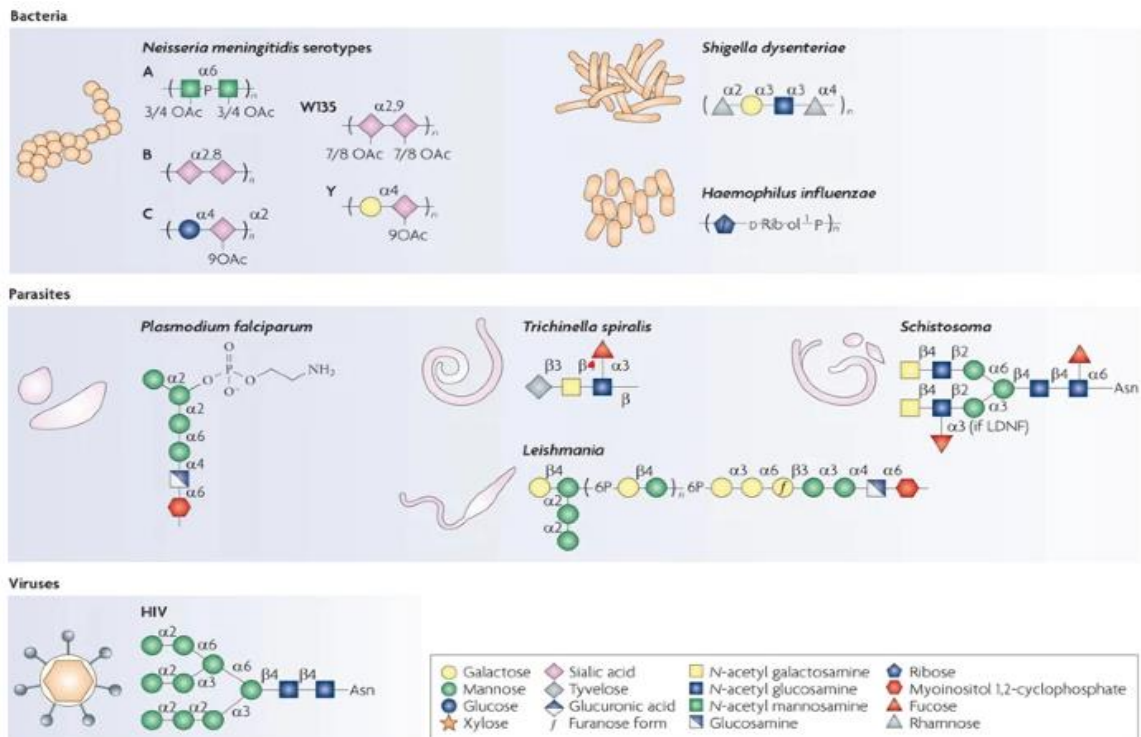 Bacteria
Neisseria meningitidis serotypes
A
α6
P
n
3/4 OAc 3/4 OAc
B
α2,8
n
C
α4
α2
n
9OAc
W135
α2,9
n
7/8 OAc 7/8 OAc
Y
α4
n
9OAc
Shigella dysenteriae
α2 α3 α3 α4
n
Haemophilus influenzae
D-Rib-ol 1 P n
Parasites
Plasmodium falciparum
α2
O
O P O
O-
NH2
α2
α6
α4
α6
Trichinella spiralis
β3 β4 α3
β
Schistosoma
β4 β2
α6
β4 β4 α6
β4 β2
α3
Asn
α3 (if LDNF)
Leishmania
β4
6P
β4
n
6P
α3 α6 β3 α3 α4 α6
f
α2
α2
Viruses
HIV
α2
α6
α2
α3
α6
β4 β4
Asn
α2 α2
α3
Galactose
Mannose
Glucose
Xylose
Sialic acid
Tyvelose
Glucuronic acid
f Furanose form
N-acetyl galactosamine
N-acetyl glucosamine
N-acetyl mannosamine
Glucosamine
Ribose
Myoinositol 1,2-cyclophosphate
Fucose
Rhamnose